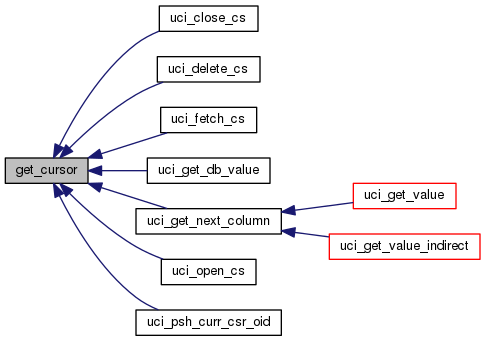 uci_close_cs
uci_delete_cs
uci_fetch_cs
get_cursor
uci_get_db_value
uci_get_value
uci_get_next_column
uci_get_value_indirect
uci_open_cs
uci_psh_curr_csr_oid